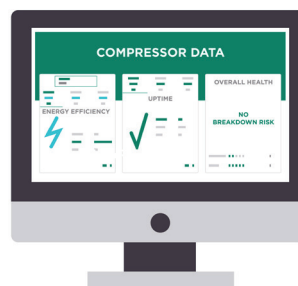 COMPRESSOR DATA
ENERGY EFFICIENCY
UPTIME
OVERALL HEALTH
NO
BREAKDOWN RISK